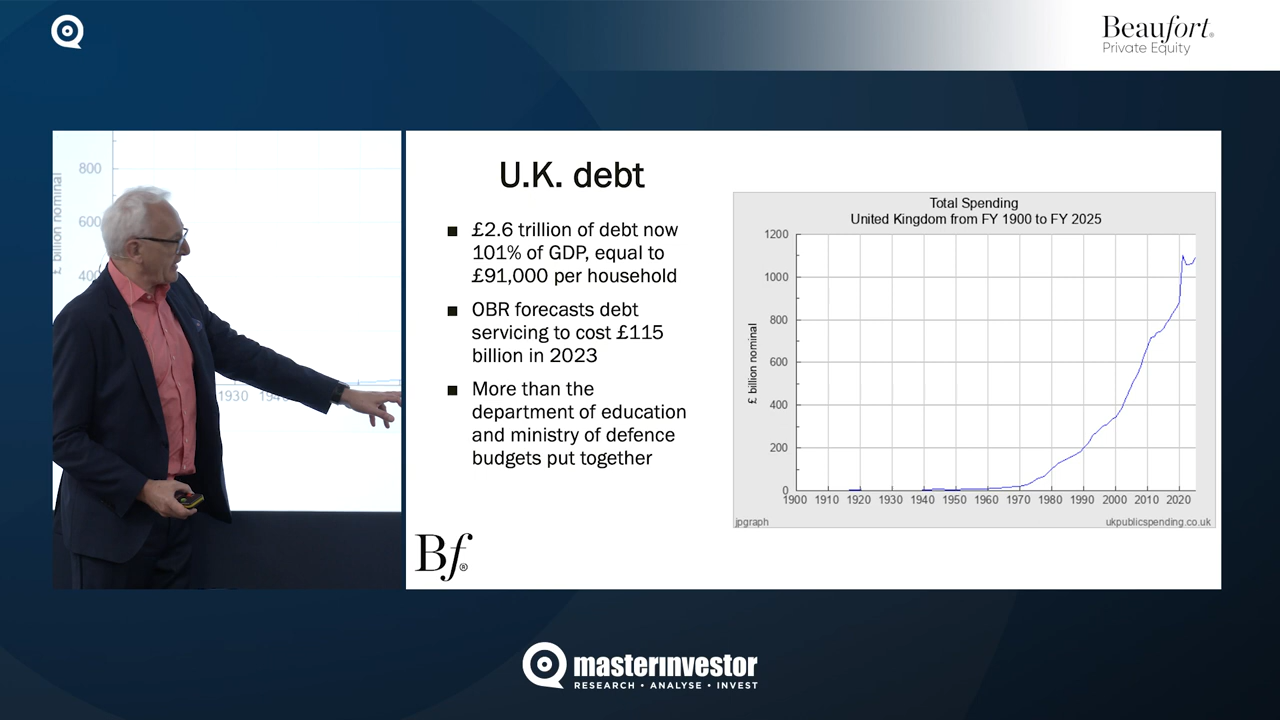 Beaufort®
Private Equity
800
600
400
£ billion nominal
1930
U.K. debt
£2.6 trillion of debt now
101% of GDP, equal to
£91,000 per household
OBR forecasts debt
servicing to cost £115
billion in 2023
More than the
department of education
and ministry of defence
budgets put together
Bf®
Total Spending
United Kingdom from FY 1900 to FY 2025
£ billion nominal
1200
1000
800
600
400
200
0
1900 1910 1920 1930 1940 1950 1960 1970 1980 1990 2000 2010 2020
jpgraph
ukpublicspending.co.uk
masterinvestor
RESEARCH • ANALYSE • INVEST